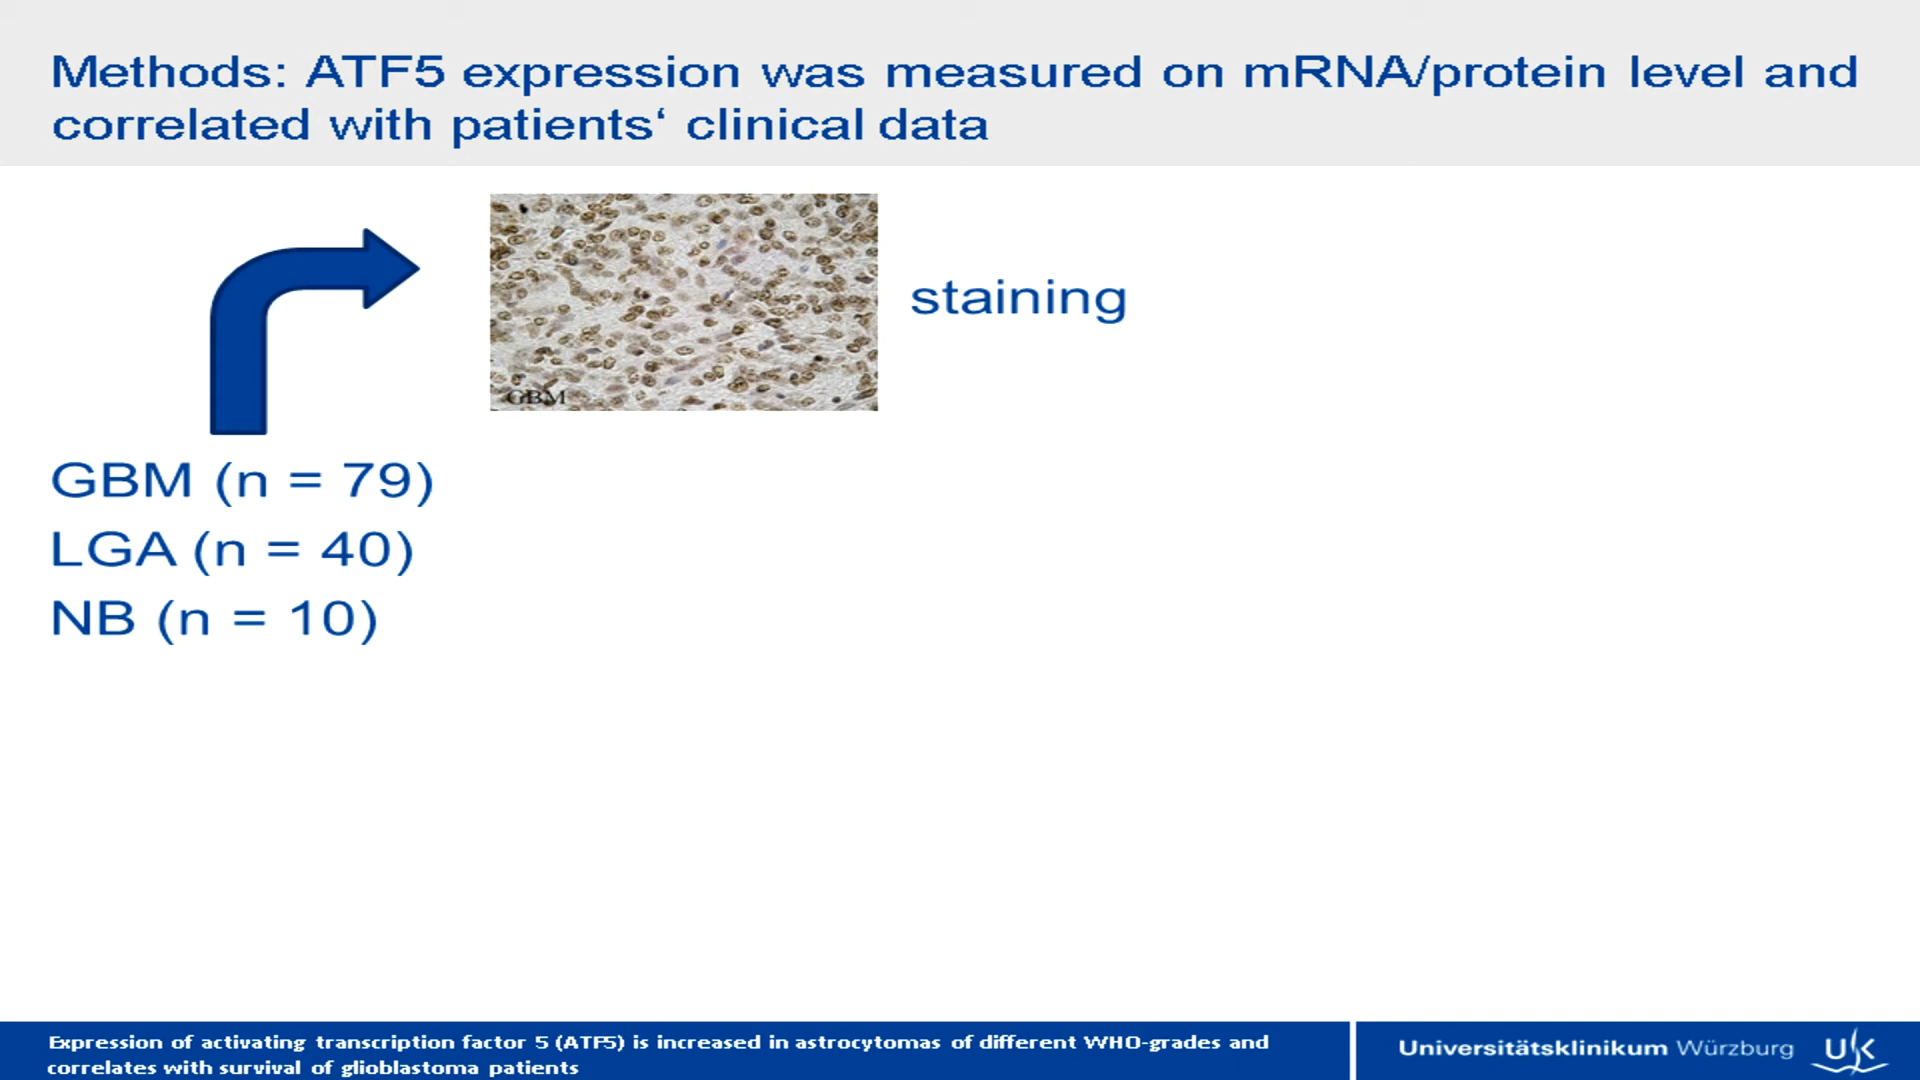 Methods: ATF5 expression was measured on mRNA/protein level and
correlated with patients‘ clinical data
GBM
staining
GBM (n = 79)
LGA (n = 40)
NB (n = 10)
Expression of activating transcription factor 5 (ATF5) is increased in astrocytomas of different WHO-grades and
correlates with survival of glioblastoma patients
Universitätsklinikum Würzburg
UK